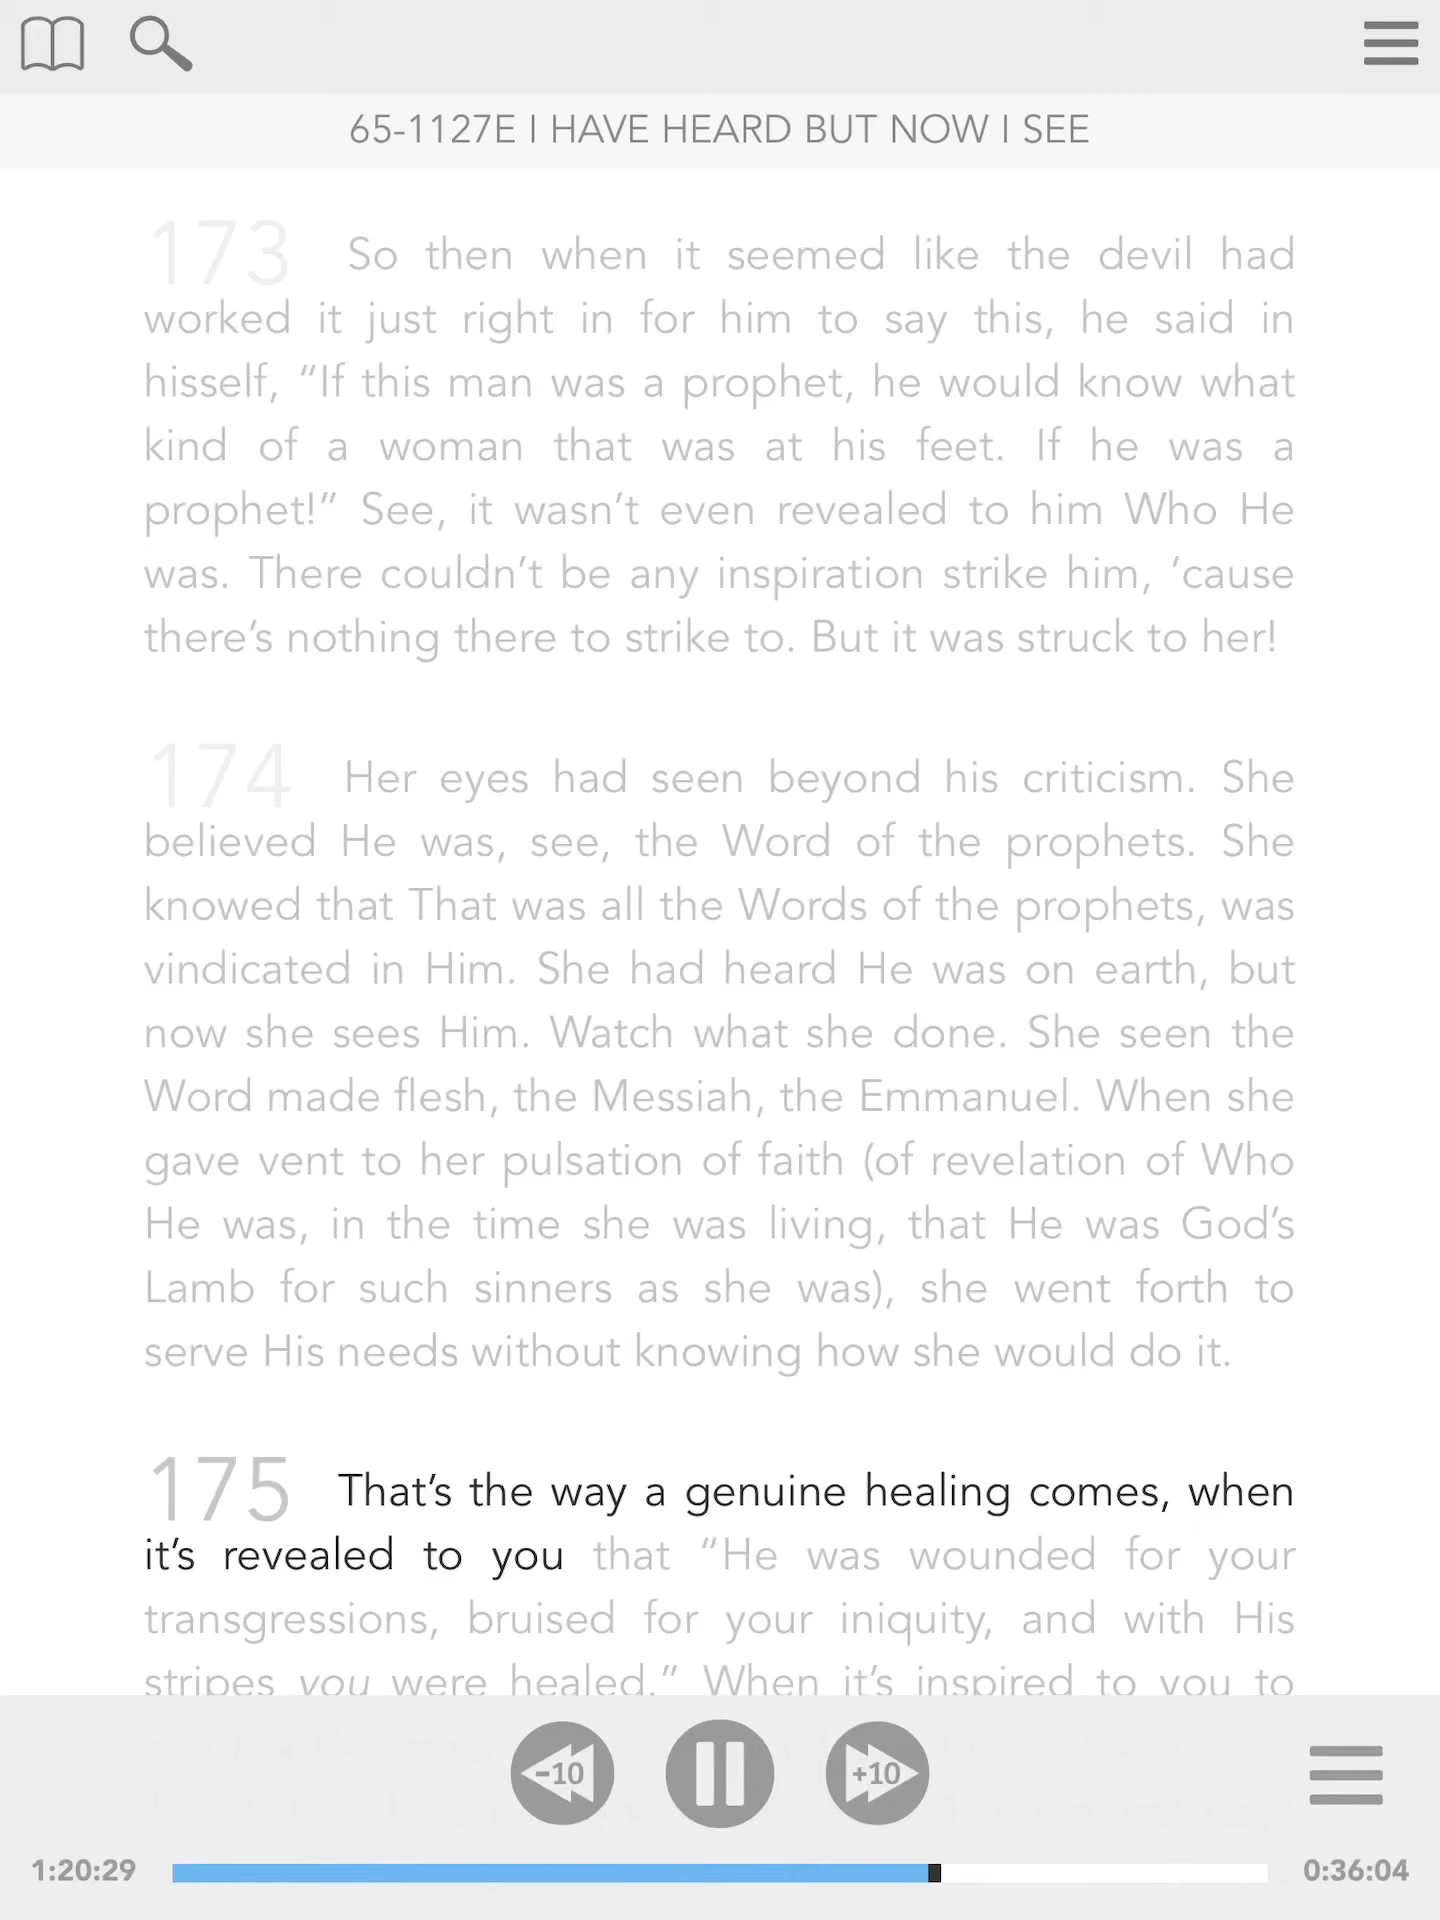 65-1127E I HAVE HEARD BUT NOW I SEE
173 So then when it seemed like the devil had
worked it just right in for him to say this, he said in
hisself, “If this man was a prophet, he would know what
kind of a woman that was at his feet. If he was a
prophet!” See, it wasn’t even revealed to him Who He
was. There couldn’t be any inspiration strike him, ’cause
there’s nothing there to strike to. But it was struck to her!
174 Her eyes had seen beyond his criticism. She
believed He was, see, the Word of the prophets. She
knowed that That was all the Words of the prophets, was
vindicated in Him. She had heard He was on earth, but
now she sees Him. Watch what she done. She seen the
Word made flesh, the Messiah, the Emmanuel. When she
gave vent to her pulsation of faith (of revelation of Who
He was, in the time she was living, that He was God’s
Lamb for such sinners as she was), she went forth to
serve His needs without knowing how she would do it.
175 That’s the way a genuine healing comes, when
it’s revealed to you that “He was wounded for your
transgressions, bruised for your iniquity, and with His
stripes you were healed.” When it’s inspired to you to
-10 +10
1:20:29 0:36:04